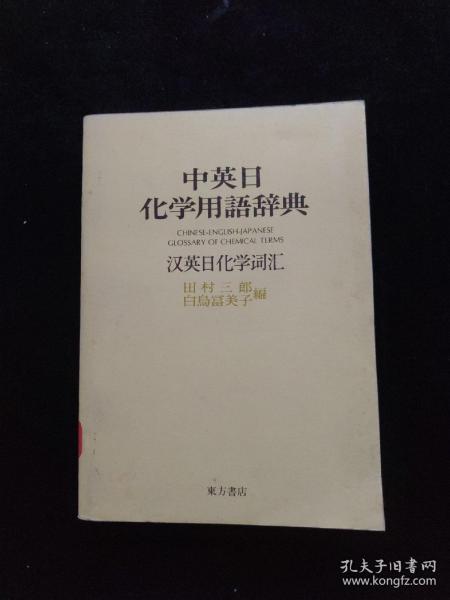 中英日
化学用語辞典
CHINESE-ENGLISH-JAPANESE
GLOSSARY OF CHEMICAL TERMS
汉英日化学词汇
田村三郎
白鳥冨美子 編
東方書店
孔夫子旧书网
www.kongfz.com